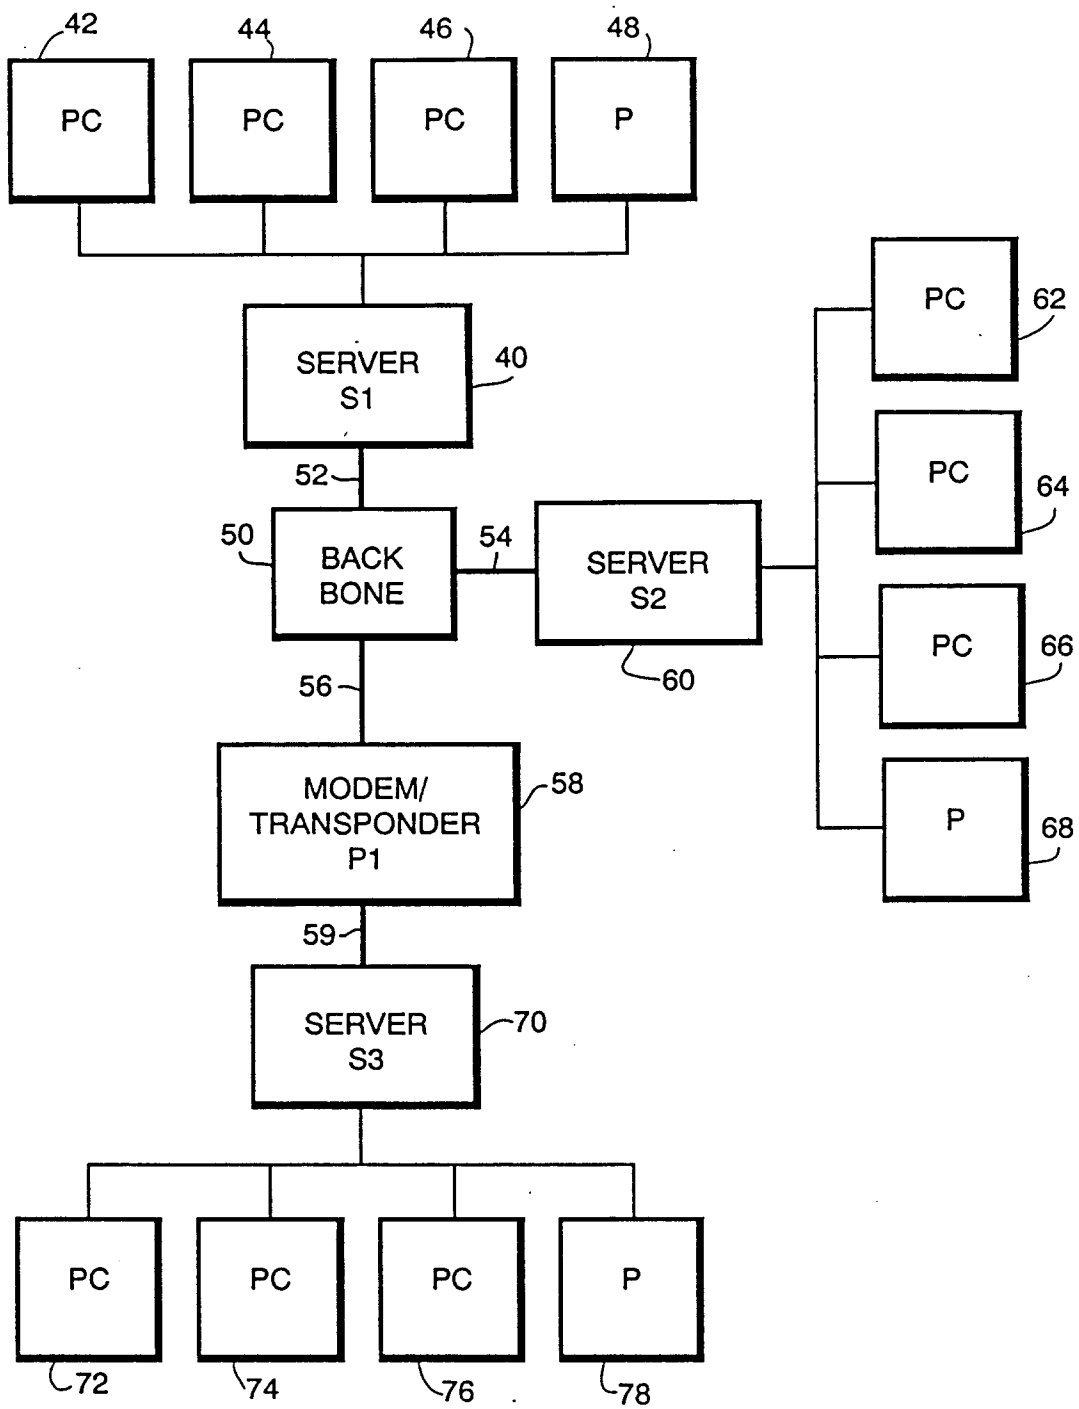 42
44
46
48
PC
PC
PC
P
SERVER
S1
40
52
50
BACK
BONE
54
SERVER
S2
60
PC
62
PC
64
PC
66
P
68
56
MODEM/
TRANSPONDER
P1
58
59
SERVER
S3
70
PC
PC
PC
P
72
74
76
78